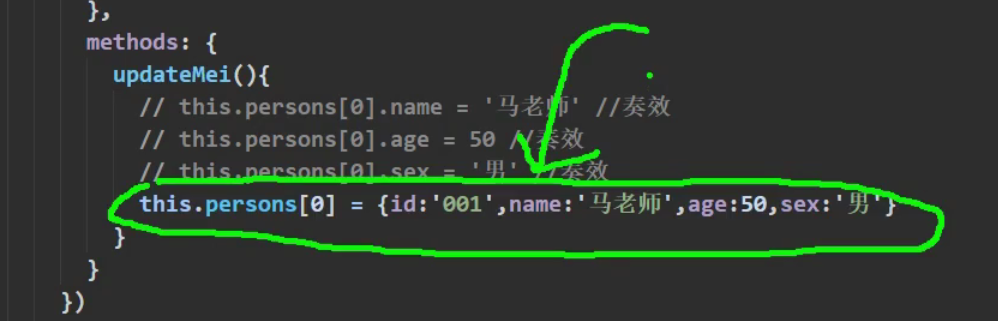 },
methods: {
updateMei(){
// this.persons[0].name = '马老师' //奏效
// this.persons[0].age = 50 //奏效
// this.persons[0].sex = '男' //奏效
this.persons[0] = {id:'001',name:'马老师',age:50,sex:'男'}
}
}
})